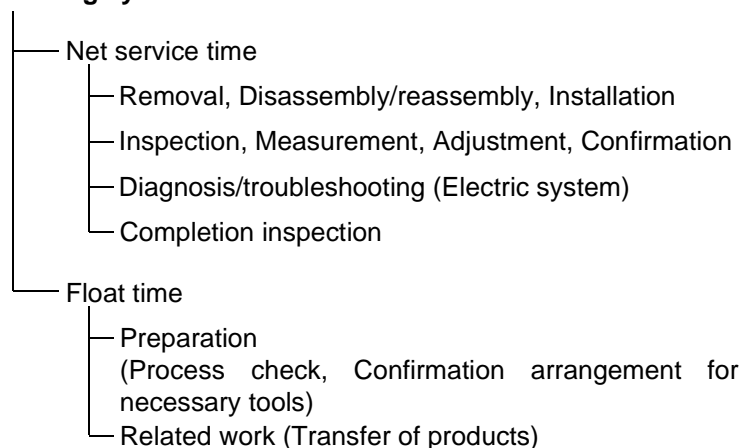 Net service time
Removal, Disassembly/reassembly, Installation
Inspection, Measurement, Adjustment, Confirmation
Diagnosis/troubleshooting (Electric system)
Completion inspection
Float time
Preparation
(Process check, Confirmation arrangement for
necessary tools)
Related work (Transfer of products)